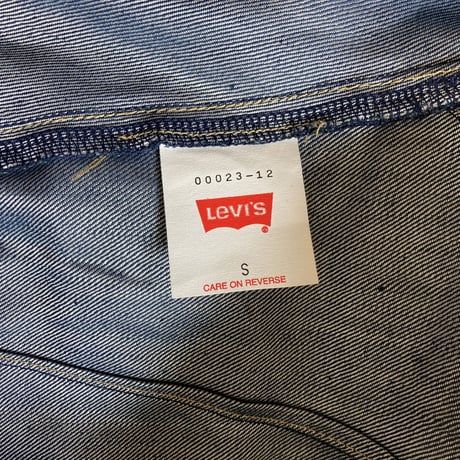 00023-12
LEVI'S
®
S
CARE ON REVERSE